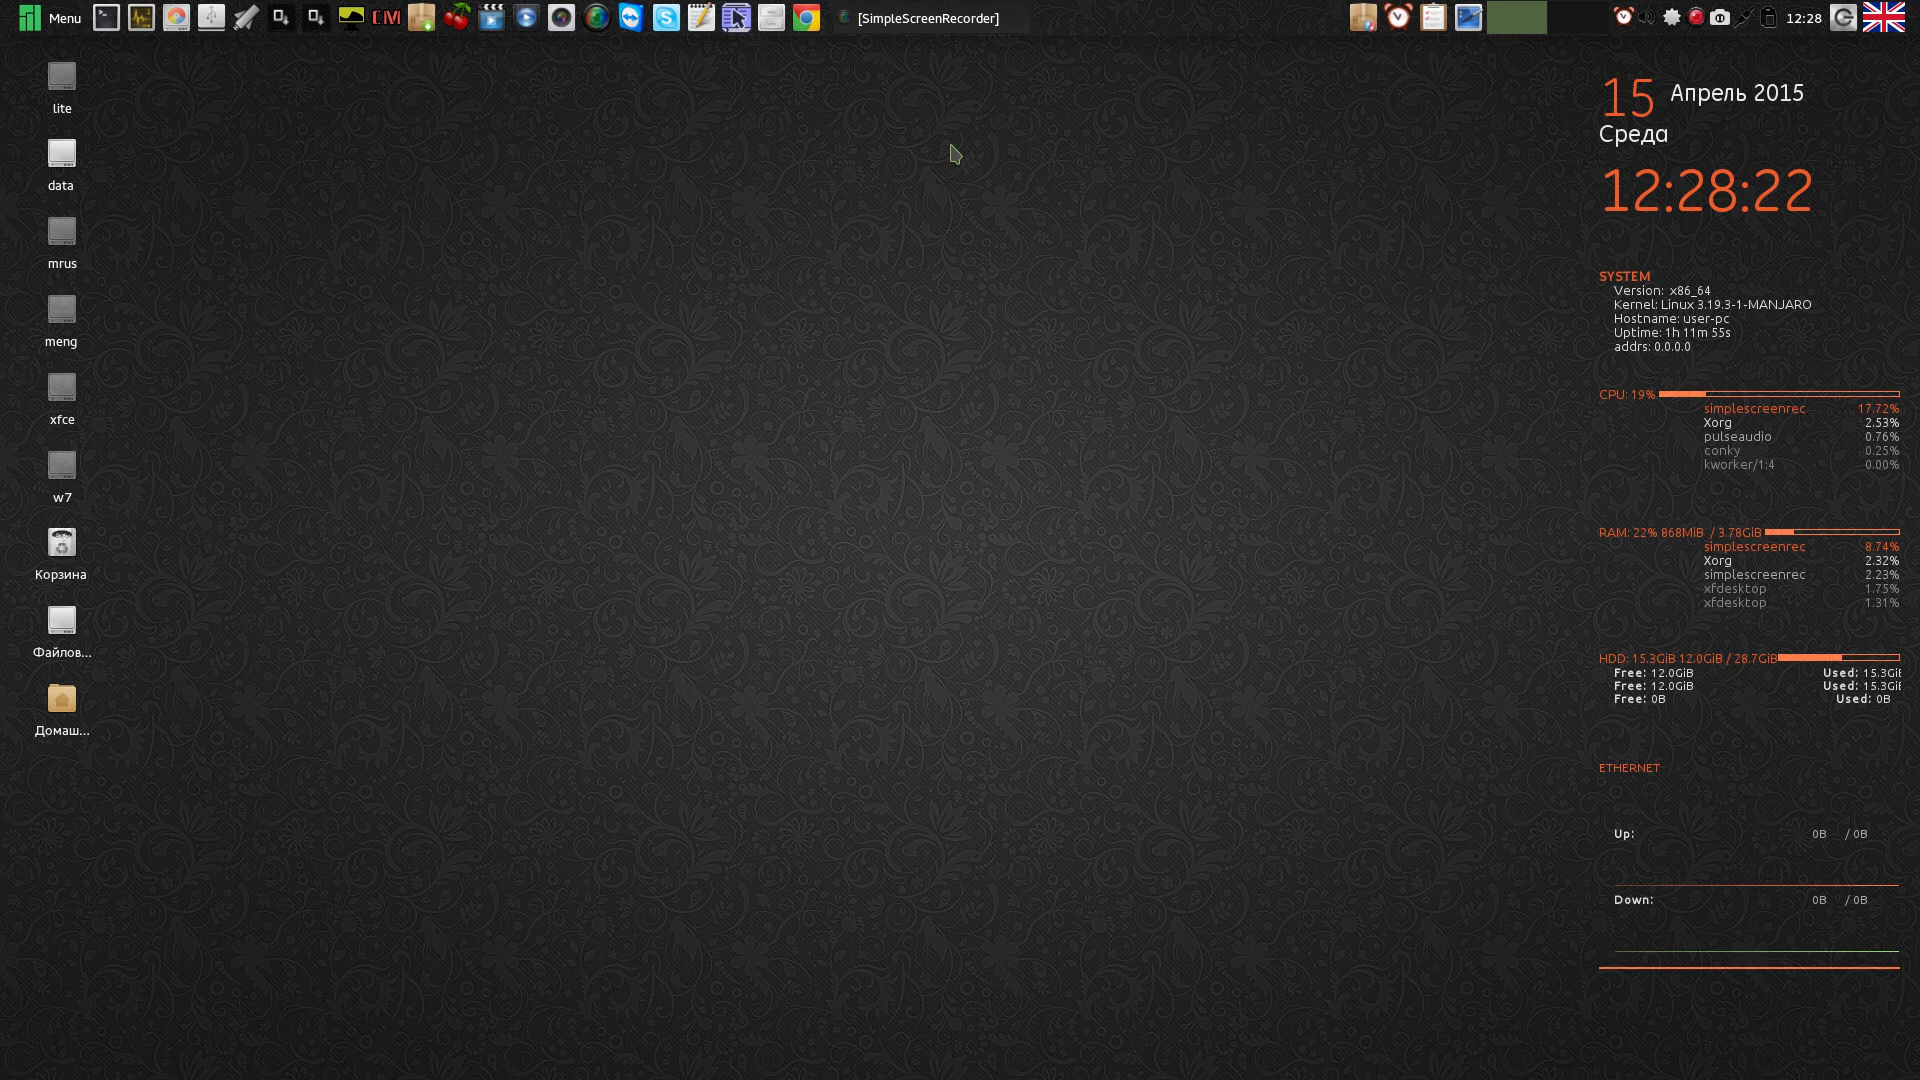 Menu
[SimpleScreenRecorder]
12:28
lite
data
mrus
meng
xfce
w7
Корзина
Файлов...
Домаш...
15 Апрель 2015
Среда
12:28:22
SYSTEM
Version: x86_64
Kernel: Linux 3.19.3-1-MANJARO
Hostname: user-pc
Uptime: 1h 11m 55s
addrs: 0.0.0.0
CPU: 19%
simplescreenrec 17.72%
Xorg 2.53%
pulseaudio 0.76%
conky 0.25%
kworker/1:4 0.00%
RAM: 22% 868MiB / 3.78GiB
simplescreenrec 8.74%
Xorg 2.32%
simplescreenrec 2.23%
xfdesktop 1.75%
xfdesktop 1.31%
HDD: 15.3GiB 12.0GiB / 28.7GiB
Free: 12.0GiB Used: 15.3GiB
Free: 12.0GiB Used: 15.3GiB
Free: 0B Used: 0B
ETHERNET
Up: 0B / 0B
Down: 0B / 0B